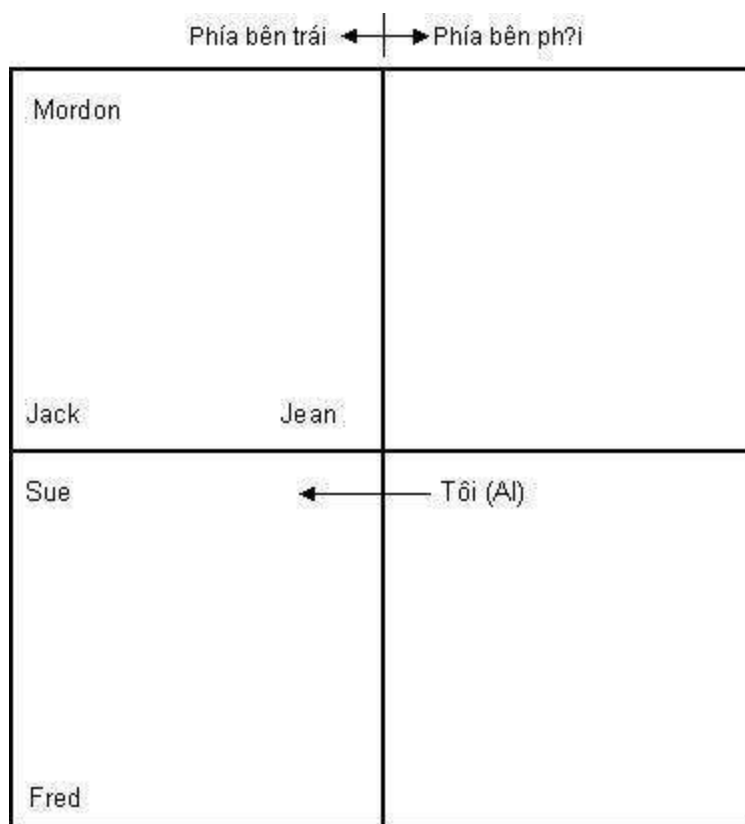 Phía bên trái Phía bên ph?i
Mordon
Jack Jean
Sue Tôi (Al)
Fred